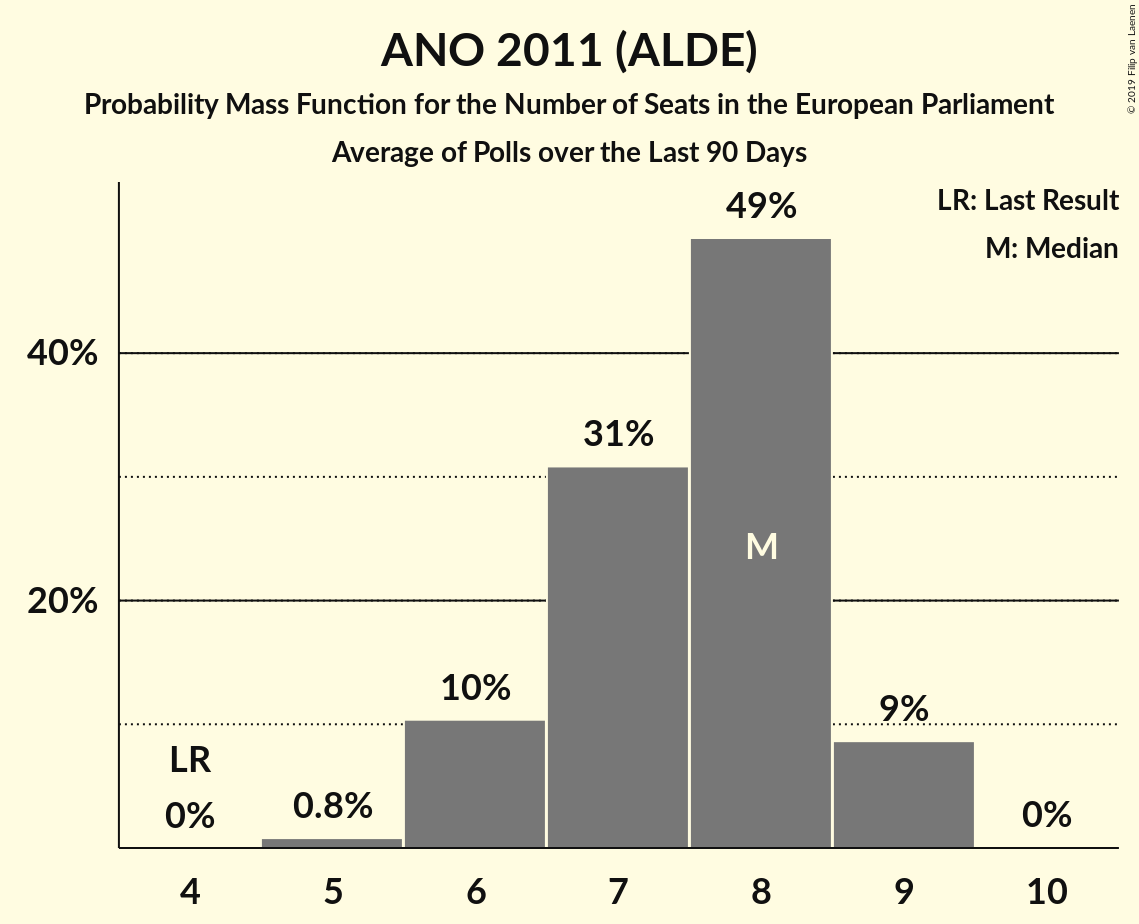 ANO 2011 (ALDE)
Probability Mass Function for the Number of Seats in the European Parliament
Average of Polls over the Last 90 Days
© 2019 Filip van Laenen
LR: Last Result
M: Median
49%
40%
31%
M
20%
10%
9%
LR
0%
0.8%
0%
4 5 6 7 8 9 10